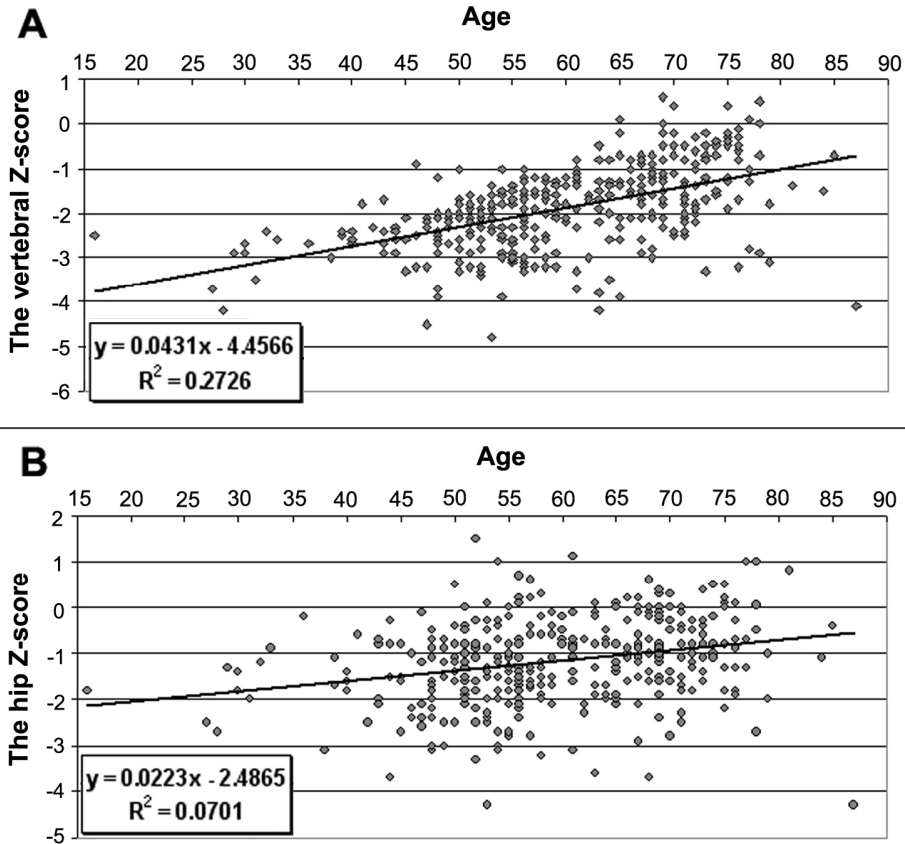 A
Age
15 20 25 30 35 40 45 50 55 60 65 70 75 80 85 90
The vertebral Z-score
1
0
-1
-2
-3
-4
-5
-6
y = 0.0431x - 4.4566
R² = 0.2726
B
Age
15 20 25 30 35 40 45 50 55 60 65 70 75 80 85 90
The hip Z-score
2
1
0
-1
-2
-3
-4
-5
y = 0.0223x - 2.4865
R² = 0.0701